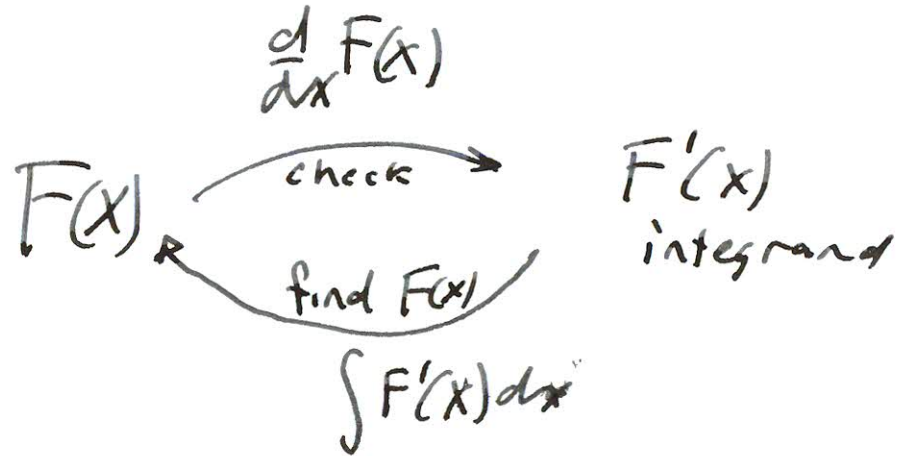 d/dx F(x)
check
F(x)
F'(x)
integrand
find F(x)
∫ F'(x) dx